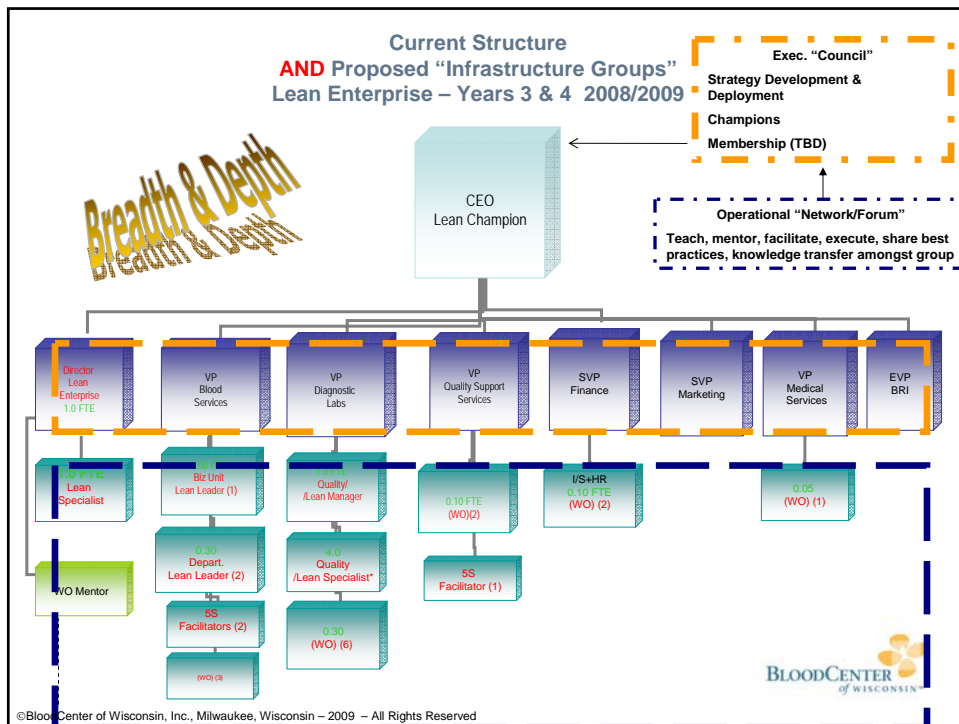 Current Structure
AND Proposed “Infrastructure Groups”
Lean Enterprise – Years 3 & 4 2008/2009
Exec. “Council”
Strategy Development &
Deployment
Champions
Membership (TBD)
Breadth & Depth
CEO
Lean Champion
Operational “Network/Forum”
Teach, mentor, facilitate, execute, share best
practices, knowledge transfer amongst group
Director
Lean
Enterprise
1.0 FTE
VP
Blood
Services
VP
Diagnostic
Labs
VP
Quality Support
Services
SVP
Finance
SVP
Marketing
VP
Medical
Services
EVP
BRI
1.0 FTE
Lean
Specialist
Biz Unit
Lean Leader (1)
Quality/
/Lean Manager
0.10 FTE
(WO)(2)
I/S+HR
0.10 FTE
(WO) (2)
0.05
(WO) (1)
0.30
Depart.
Lean Leader (2)
4.0
Quality
/Lean Specialist*
5S
Facilitator (1)
WO Mentor
5S
Facilitators (2)
0.30
(WO) (6)
(WO) (3)
BLOODCENTER
of WISCONSIN™
©BloodCenter of Wisconsin, Inc., Milwaukee, Wisconsin – 2009 – All Rights Reserved